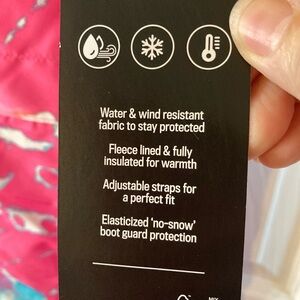 Water & wind resistant
fabric to stay protected
Fleece lined & fully
insulated for warmth
Adjustable straps for
a perfect fit
Elasticized 'no-snow'
boot guard protection